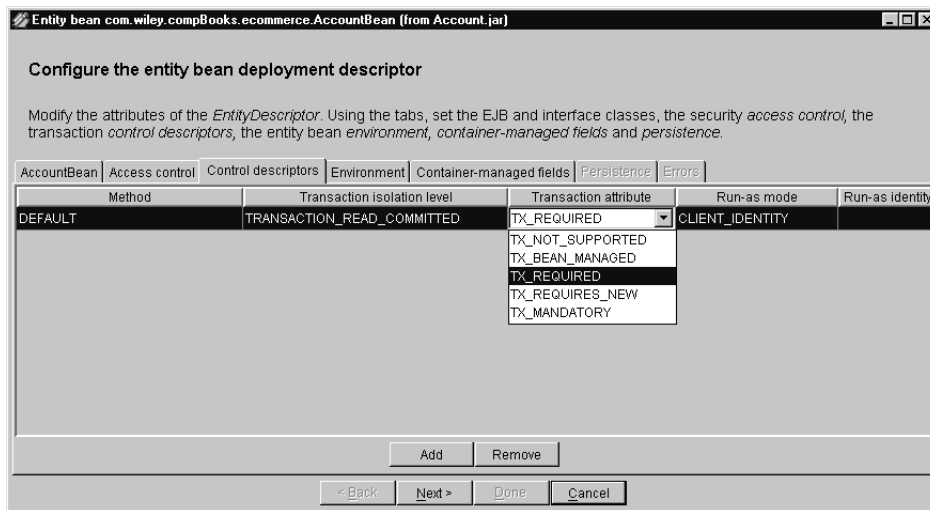 Entity bean com.wiley.compBooks.ecommerce.AccountBean (from Account.jar)
Configure the entity bean deployment descriptor
Modify the attributes of the EntityDescriptor. Using the tabs, set the EJB and interface classes, the security access control, the
transaction control descriptors, the entity bean environment, container-managed fields and persistence.
AccountBean Access control Control descriptors Environment Container-managed fields Persistence Errors
Method Transaction isolation level Transaction attribute Run-as mode Run-as identity
DEFAULT TRANSACTION_READ_COMMITTED TX_REQUIRED CLIENT_IDENTITY
TX_NOT_SUPPORTED
TX_BEAN_MANAGED
TX_REQUIRED
TX_REQUIRES_NEW
TX_MANDATORY
Add Remove
< Back Next > Done Cancel